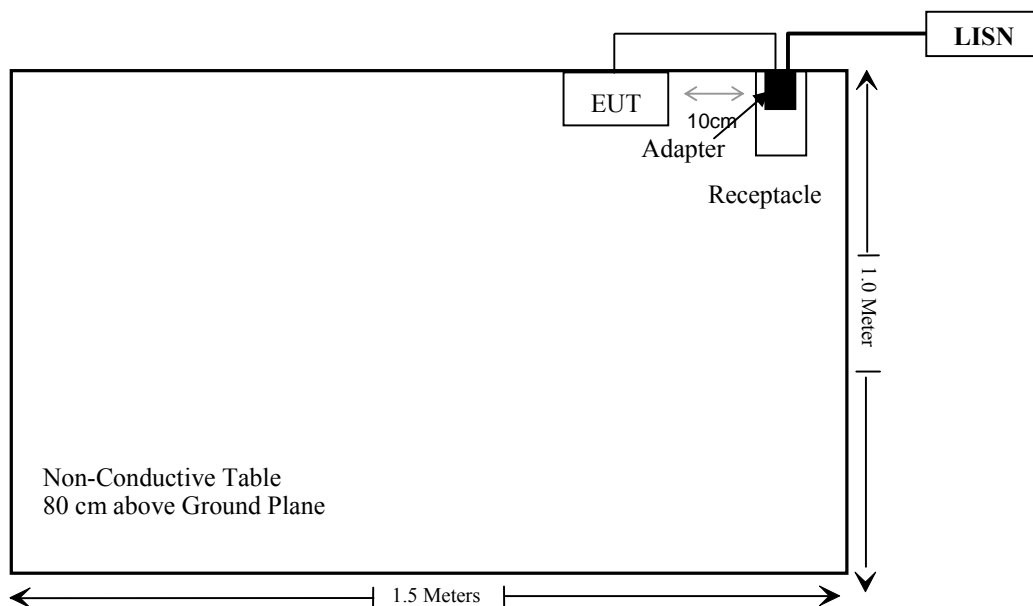 LISN
EUT
10cm
Adapter
Receptacle
1.0 Meter
Non-Conductive Table
80 cm above Ground Plane
1.5 Meters